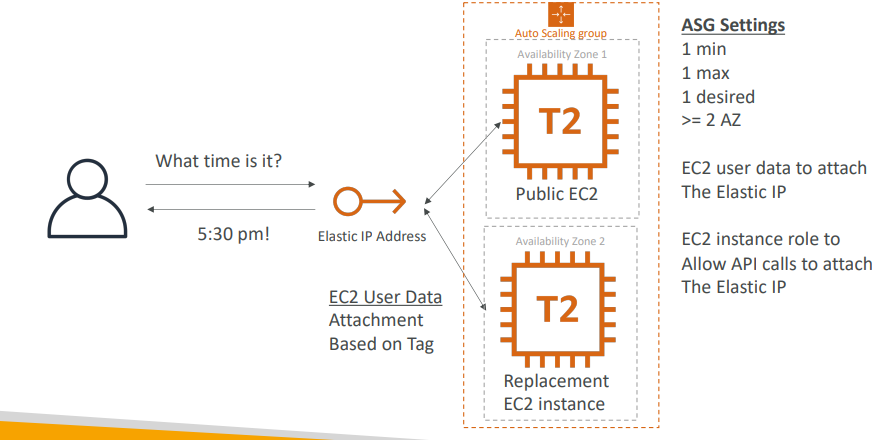 What time is it?
5:30 pm!
Elastic IP Address
EC2 User Data
Attachment
Based on Tag
Auto Scaling group
Availability Zone 1
T2
Public EC2
Availability Zone 2
T2
Replacement
EC2 instance
ASG Settings
1 min
1 max
1 desired
>= 2 AZ
EC2 user data to attach
The Elastic IP
EC2 instance role to
Allow API calls to attach
The Elastic IP